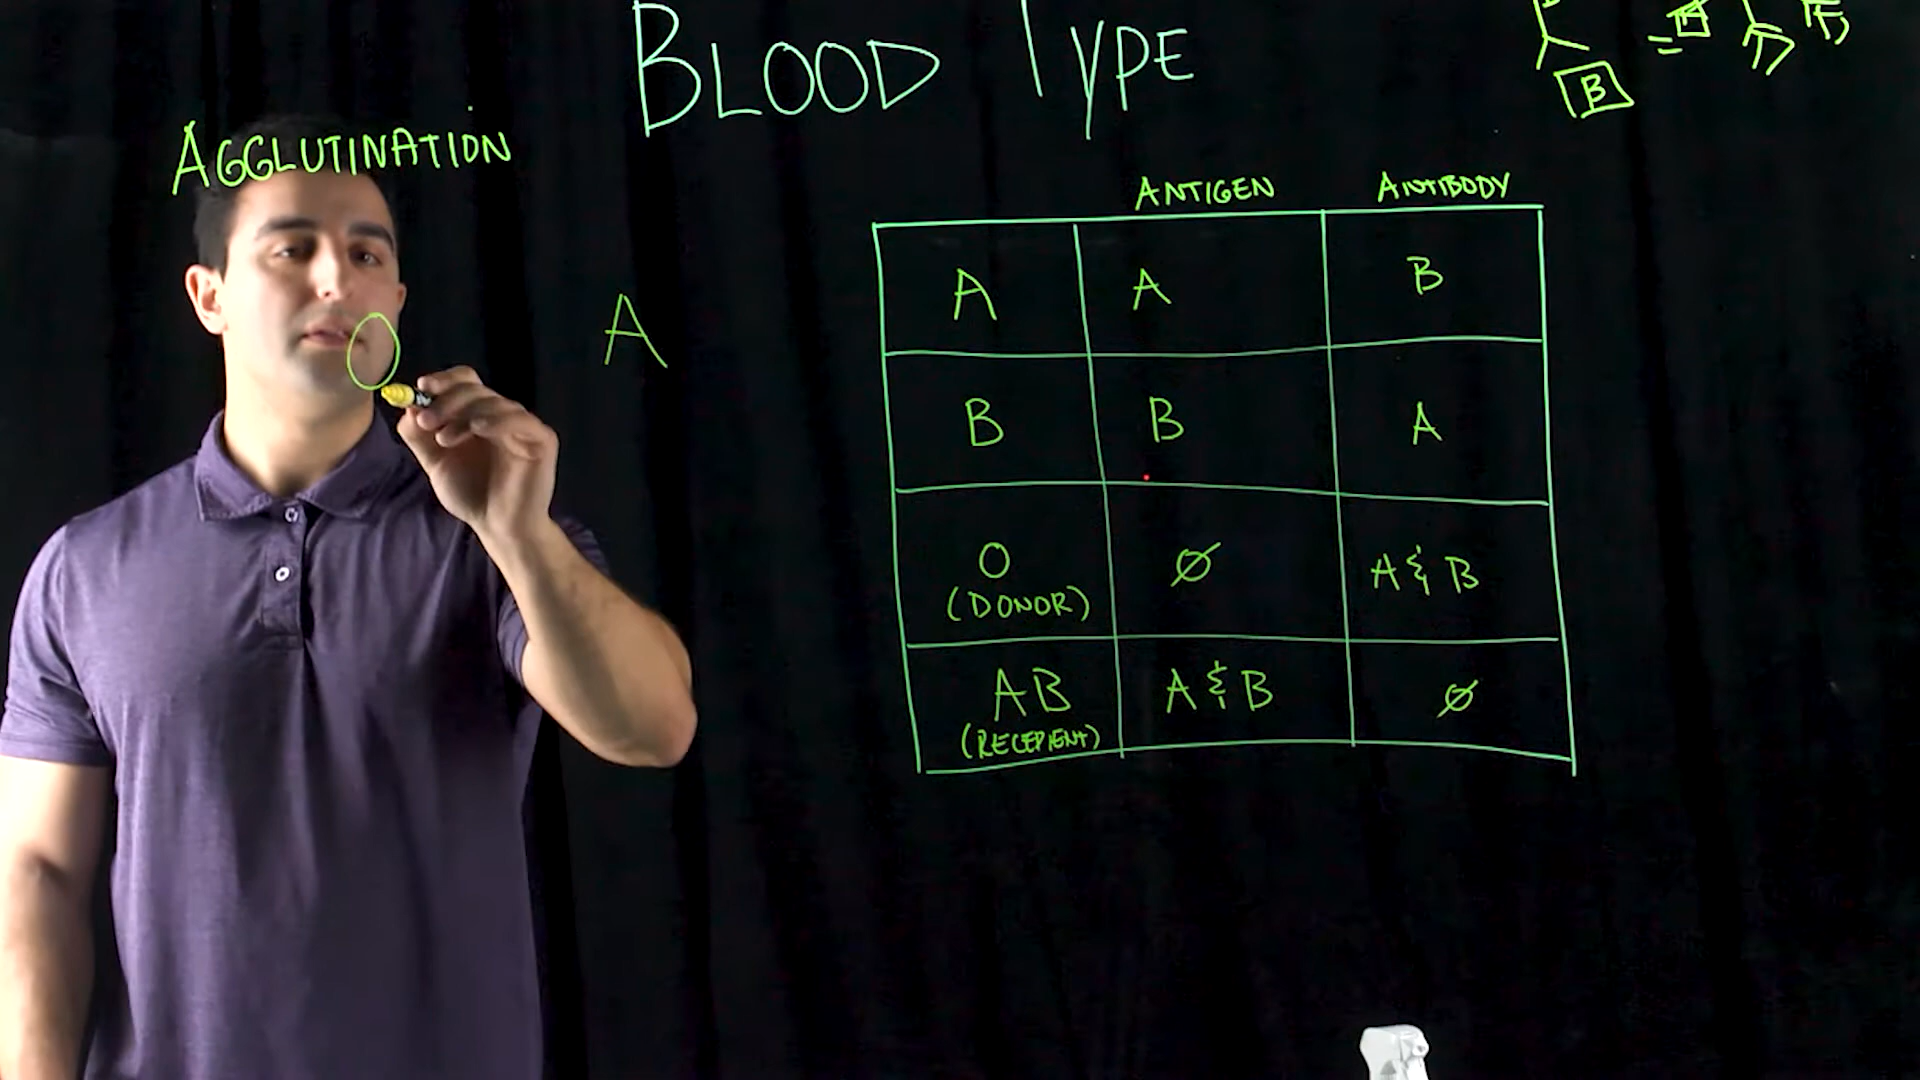 BLOOD TYPE
B
AGGLUTINATION
ANTIGEN ANTIBODY
A
A A B
B B A
O Ø A & B
(DONOR)
AB A & B Ø
(RECEPIENT)